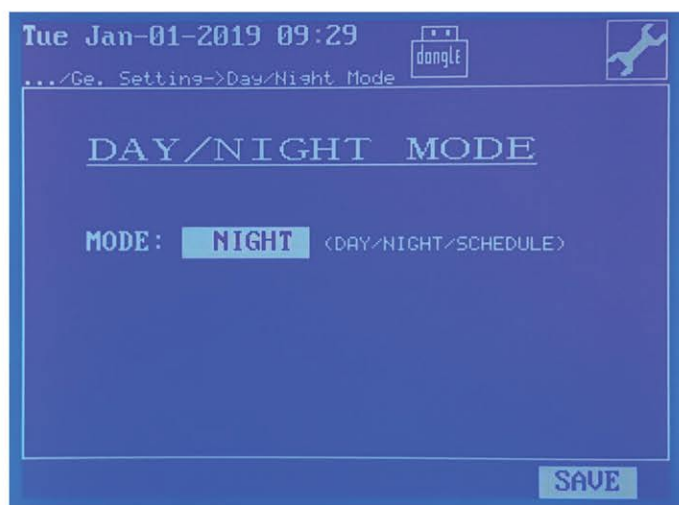 Tue Jan-01-2019 09:29
dongLE
.../Ge. Setting->Day/Night Mode
DAY/NIGHT MODE
MODE: NIGHT (DAY/NIGHT/SCHEDULE)
SAVE